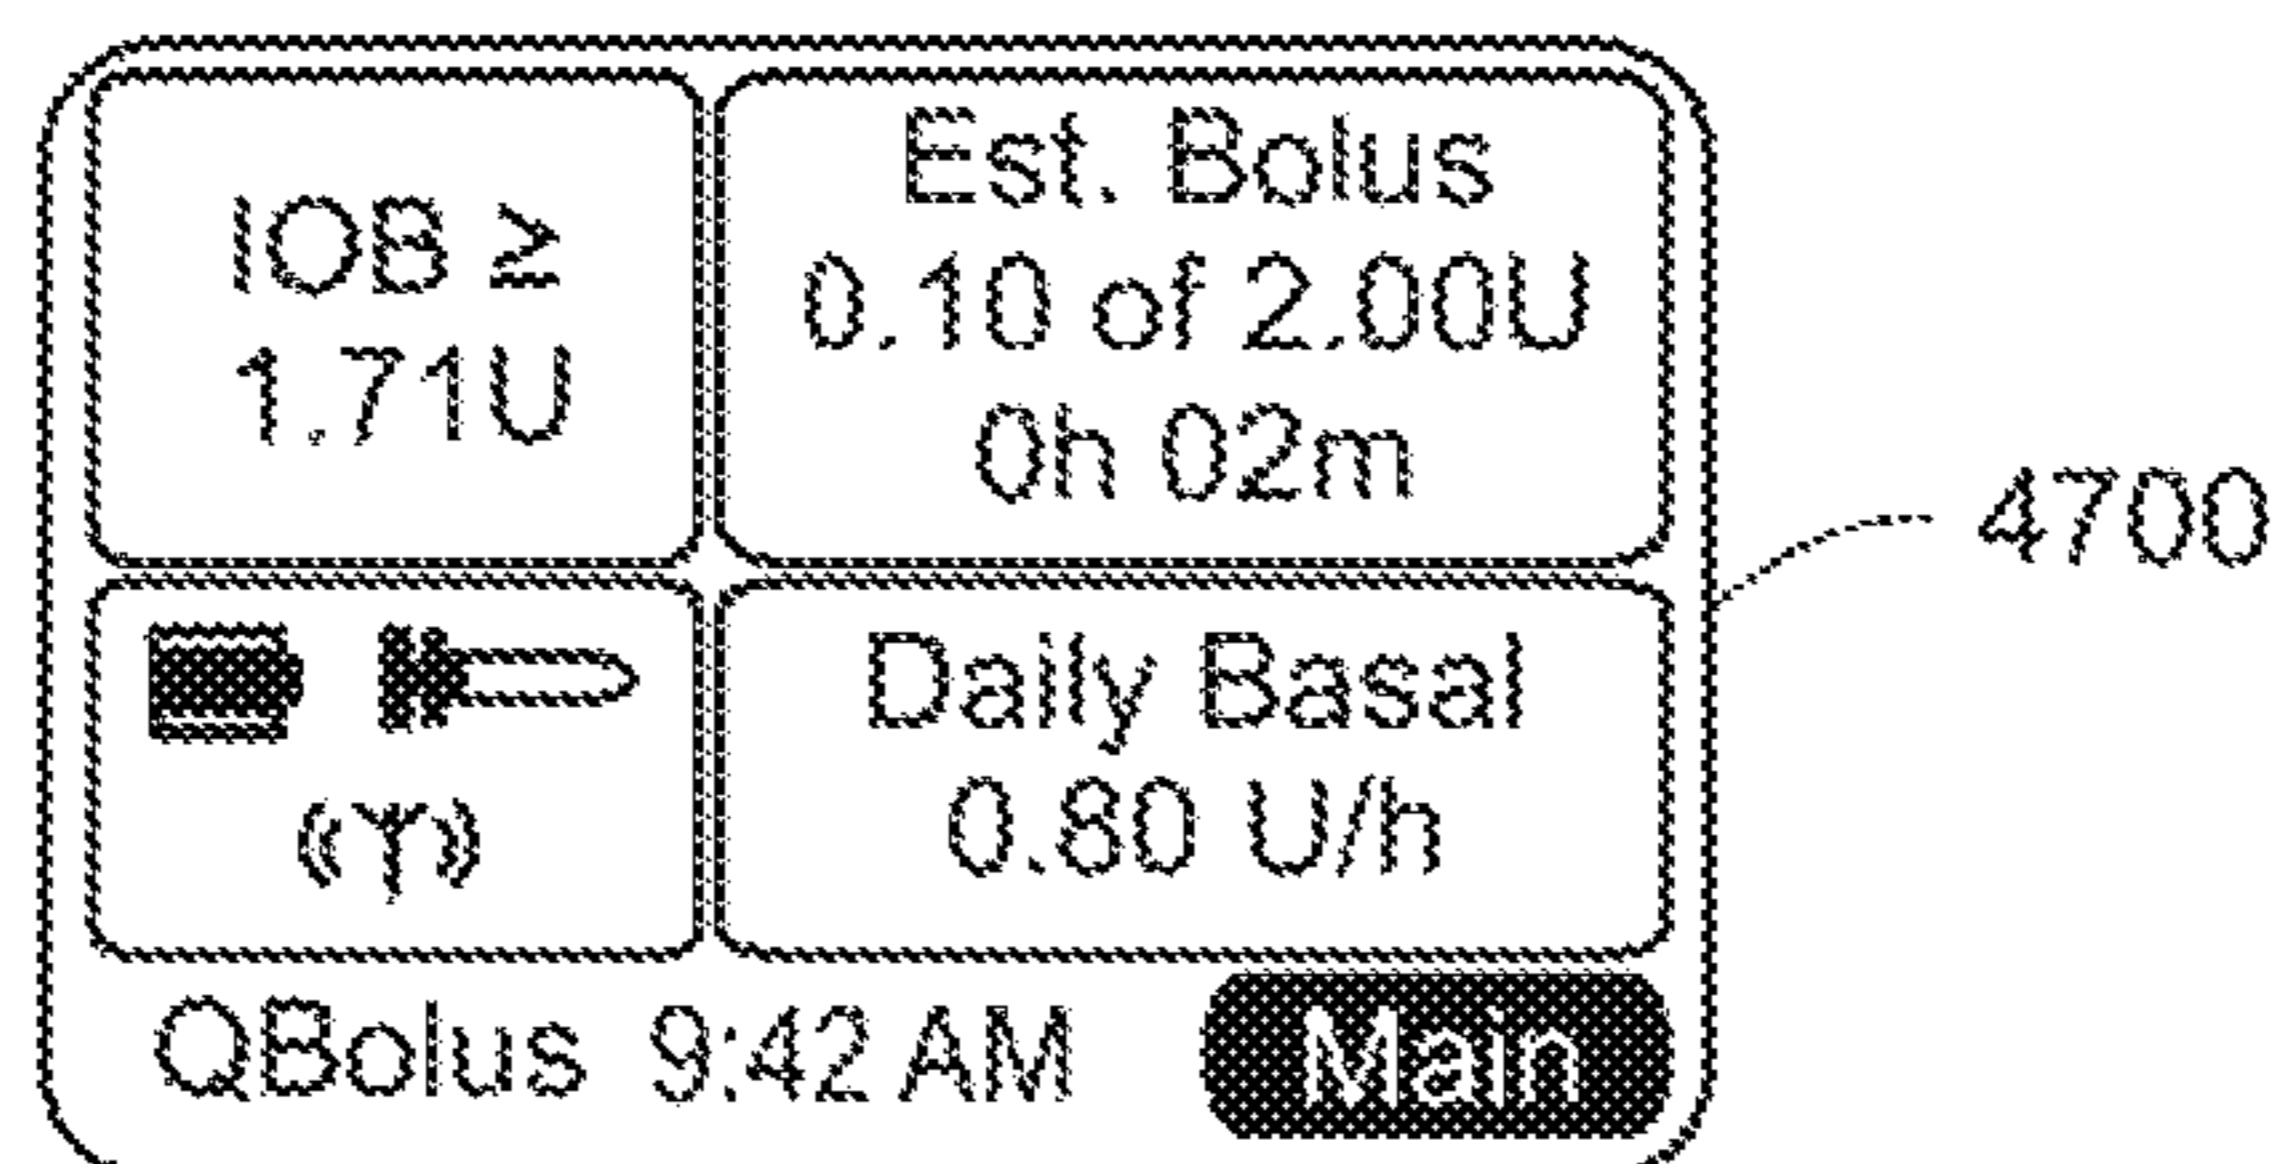 IOB ≥
1.71U
Est. Bolus
0.10 of 2.00U
0h 02m
Daily Basal
0.80 U/h
QBolus 9:42 AM Main
4700